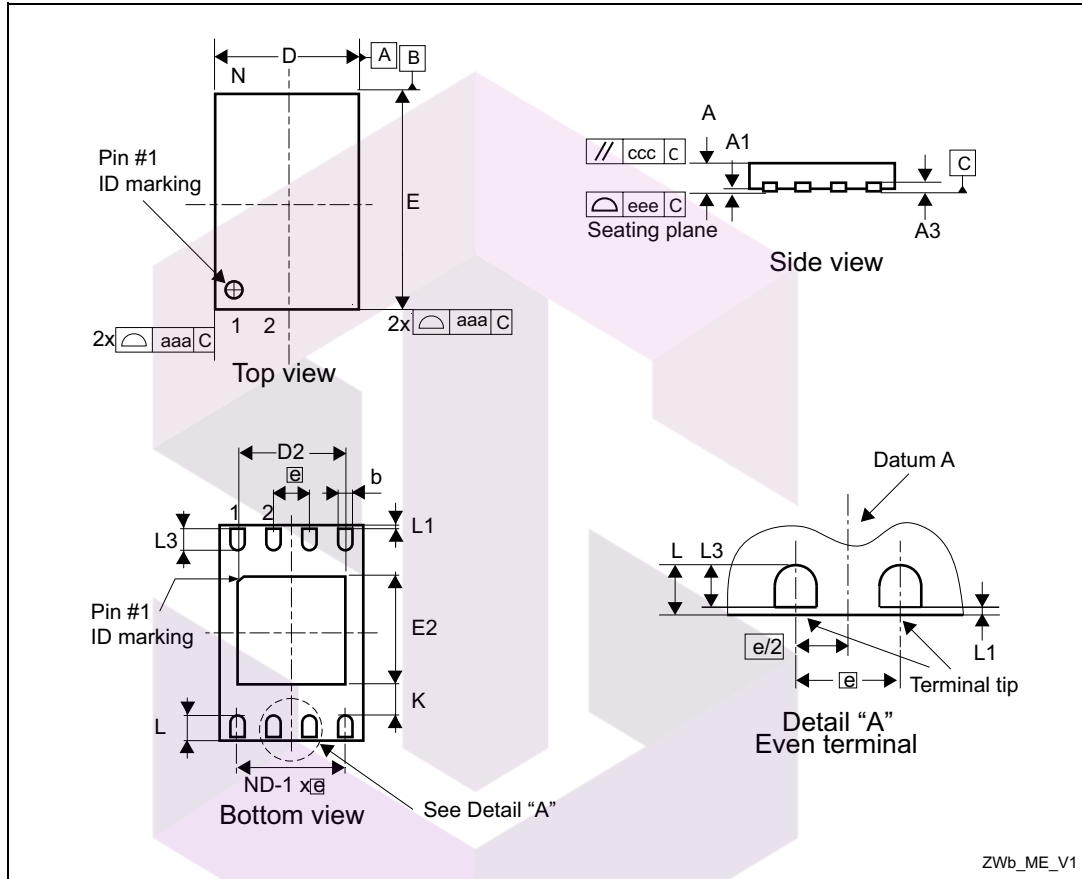 D
A
B
N
Pin #1
ID marking
E
1
2
2x
aaa
C
2x
aaa
C
Top view
A
A1
//
ccc
C
eee
C
Seating plane
C
A3
Side view
D2
e
b
1
2
L1
L3
Pin #1
ID marking
E2
K
L
ND-1 xe
Bottom view
See Detail “A”
Datum A
L
L3
e/2
L1
e
Terminal tip
Detail “A”
Even terminal
ZWb_ME_V1